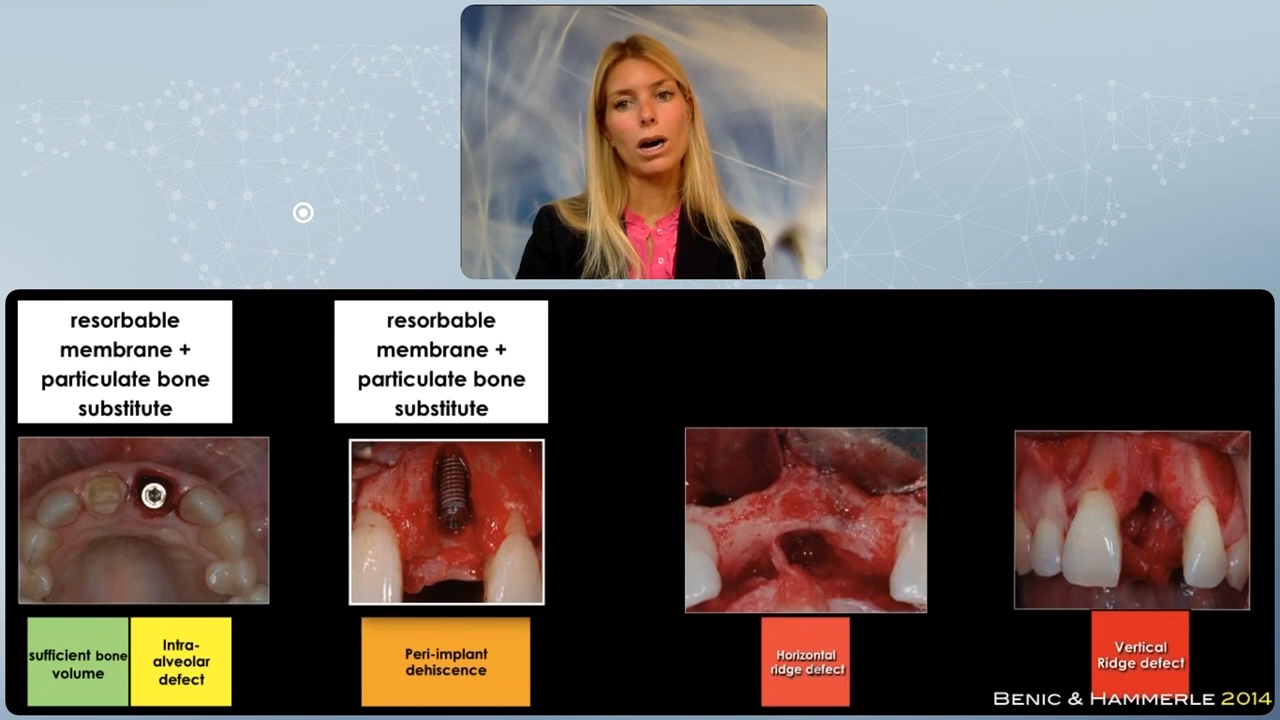 resorbable
membrane +
particulate bone
substitute
resorbable
membrane +
particulate bone
substitute
sufficient bone
volume
Intra-
alveolar
defect
Peri-implant
dehiscence
Horizontal
ridge defect
Vertical
Ridge defect
BENIC & HAMMERLE 2014